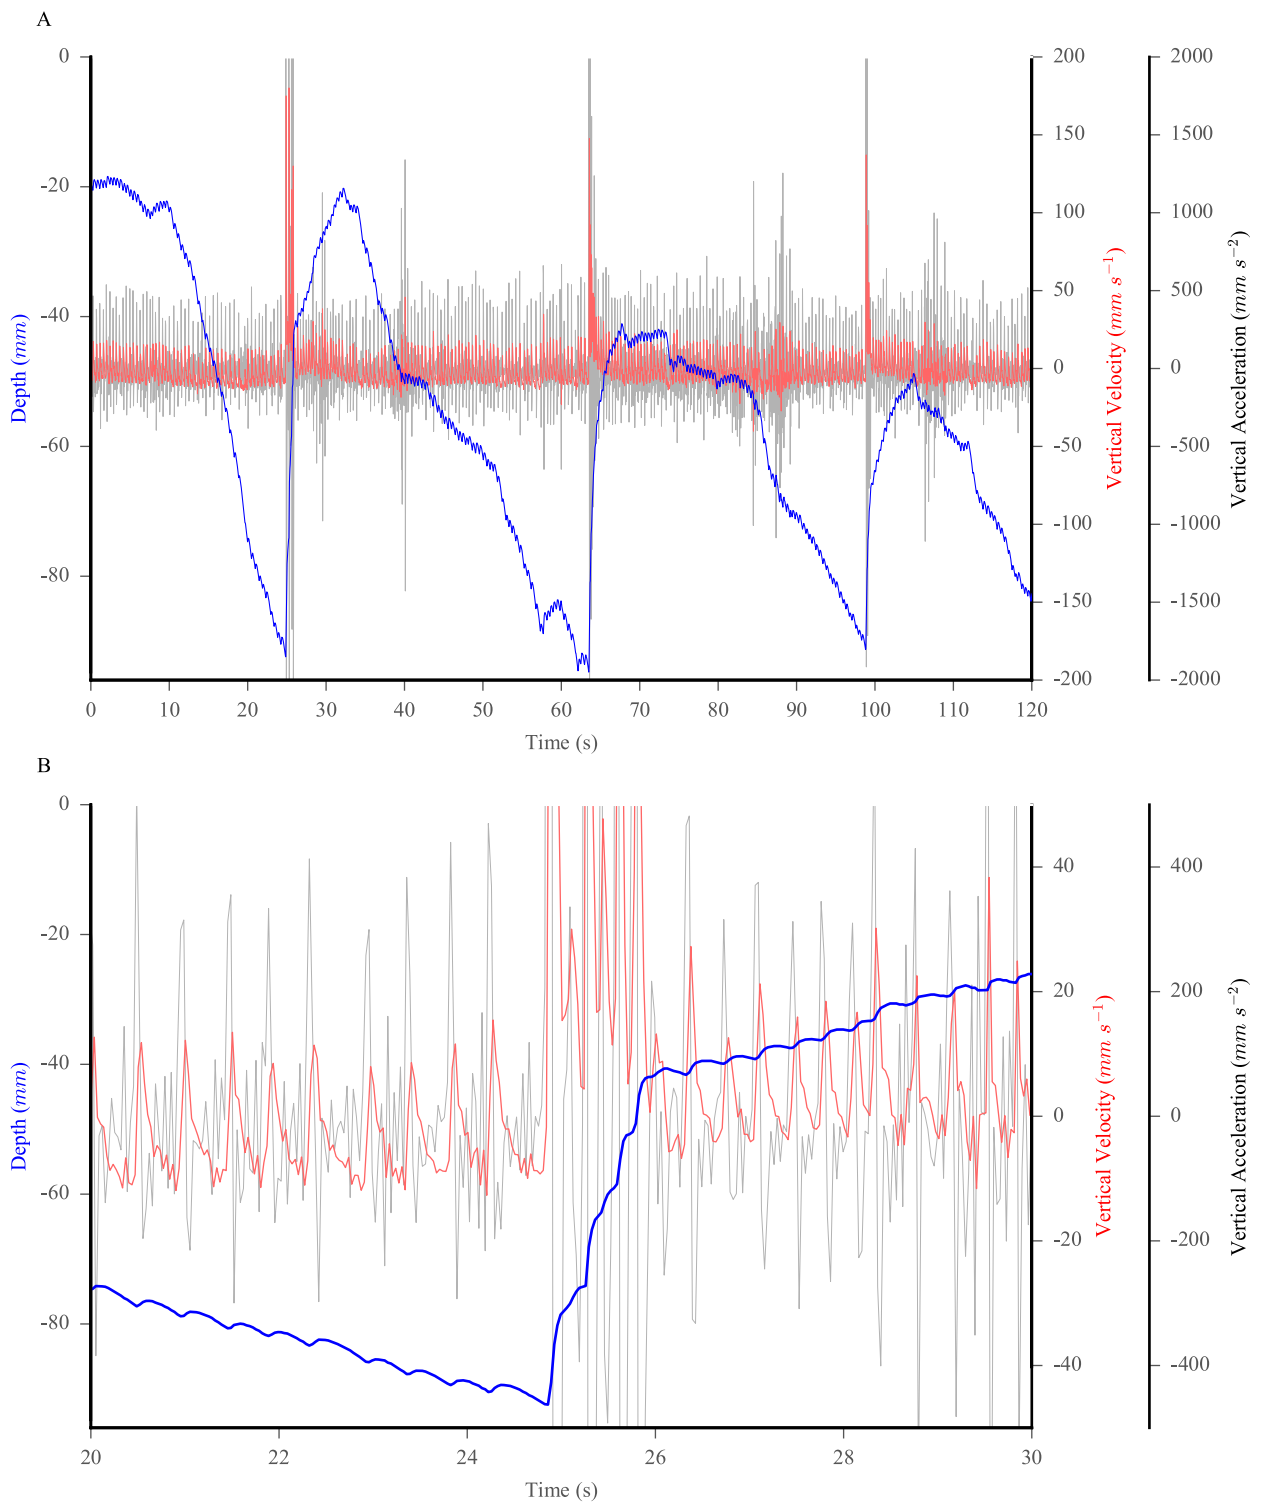 A
0 200 2000
150 1500
-20
100 1000
50 500
-40
0 0
-60
-50 -500
-100 -1000
-80
-150 -1500
-200 -2000
Depth (mm)
Vertical Velocity (mm s⁻¹)
Vertical Acceleration (mm s⁻²)
0 10 20 30 40 50 60 70 80 90 100 110 120
Time (s)
B
0
40 400
-20
20 200
-40
0 0
-60
-20 -200
-80
-40 -400
Depth (mm)
Vertical Velocity (mm s⁻¹)
Vertical Acceleration (mm s⁻²)
20 22 24 26 28 30
Time (s)